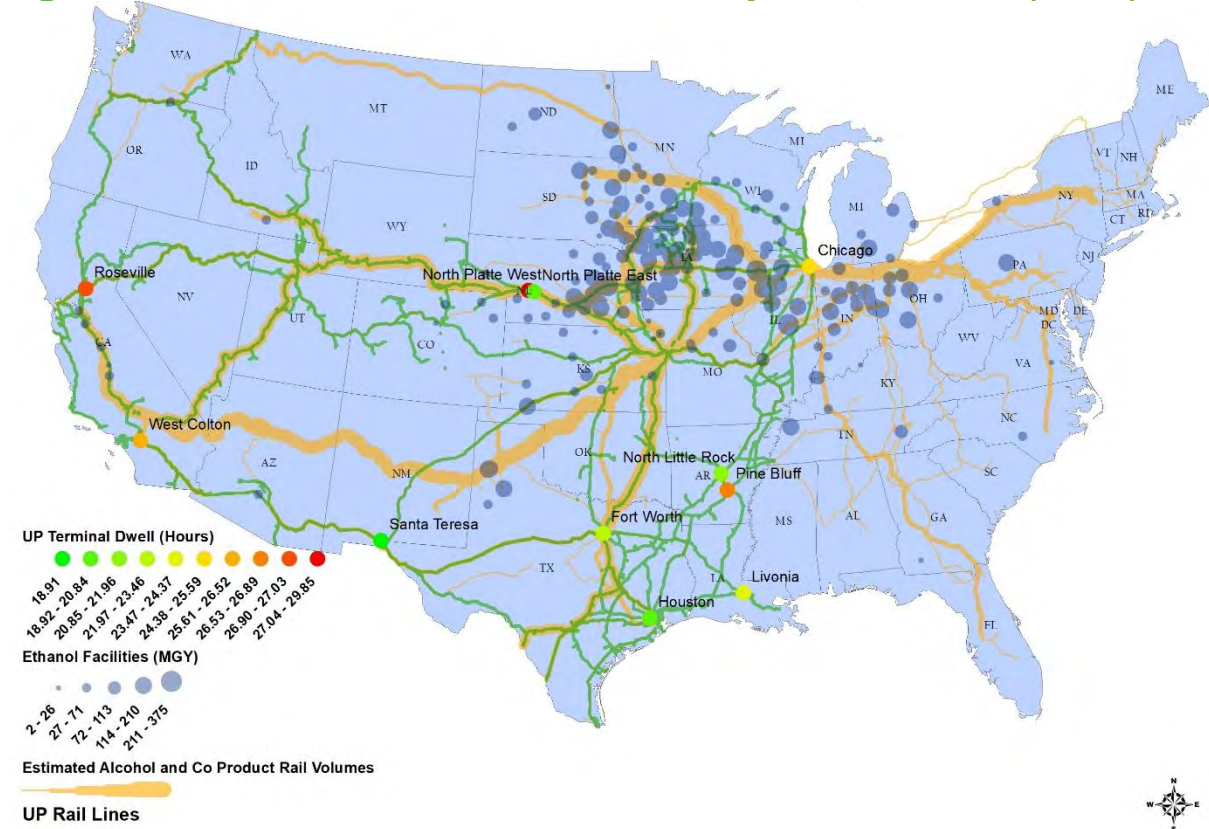 WA
MT
ND
ME
OR
MN
MI
VT
NH
ID
SD
WI
MI
NY
MA
CT
RI
WY
Chicago
PA
NJ
Roseville
North Platte West
North Platte East
IA
NV
NE
OH
MD
DE
UT
IL
IN
DC
CA
CO
WV
VA
KS
MO
KY
West Colton
NC
TN
AZ
NM
OK
North Little Rock
AR
Pine Bluff
SC
Santa Teresa
Fort Worth
MS
AL
GA
UP Terminal Dwell (Hours)
TX
LA
Livonia
18.91
18.92 - 20.84
20.85 - 21.96
21.97 - 23.46
23.47 - 24.37
24.38 - 25.59
25.61 - 26.52
26.53 - 26.89
26.90 - 27.03
27.04 - 29.85
Houston
FL
Ethanol Facilities (MGY)
2 - 26
27 - 71
72 - 113
114 - 210
211 - 375
Estimated Alcohol and Co Product Rail Volumes
UP Rail Lines
N
W
E
S